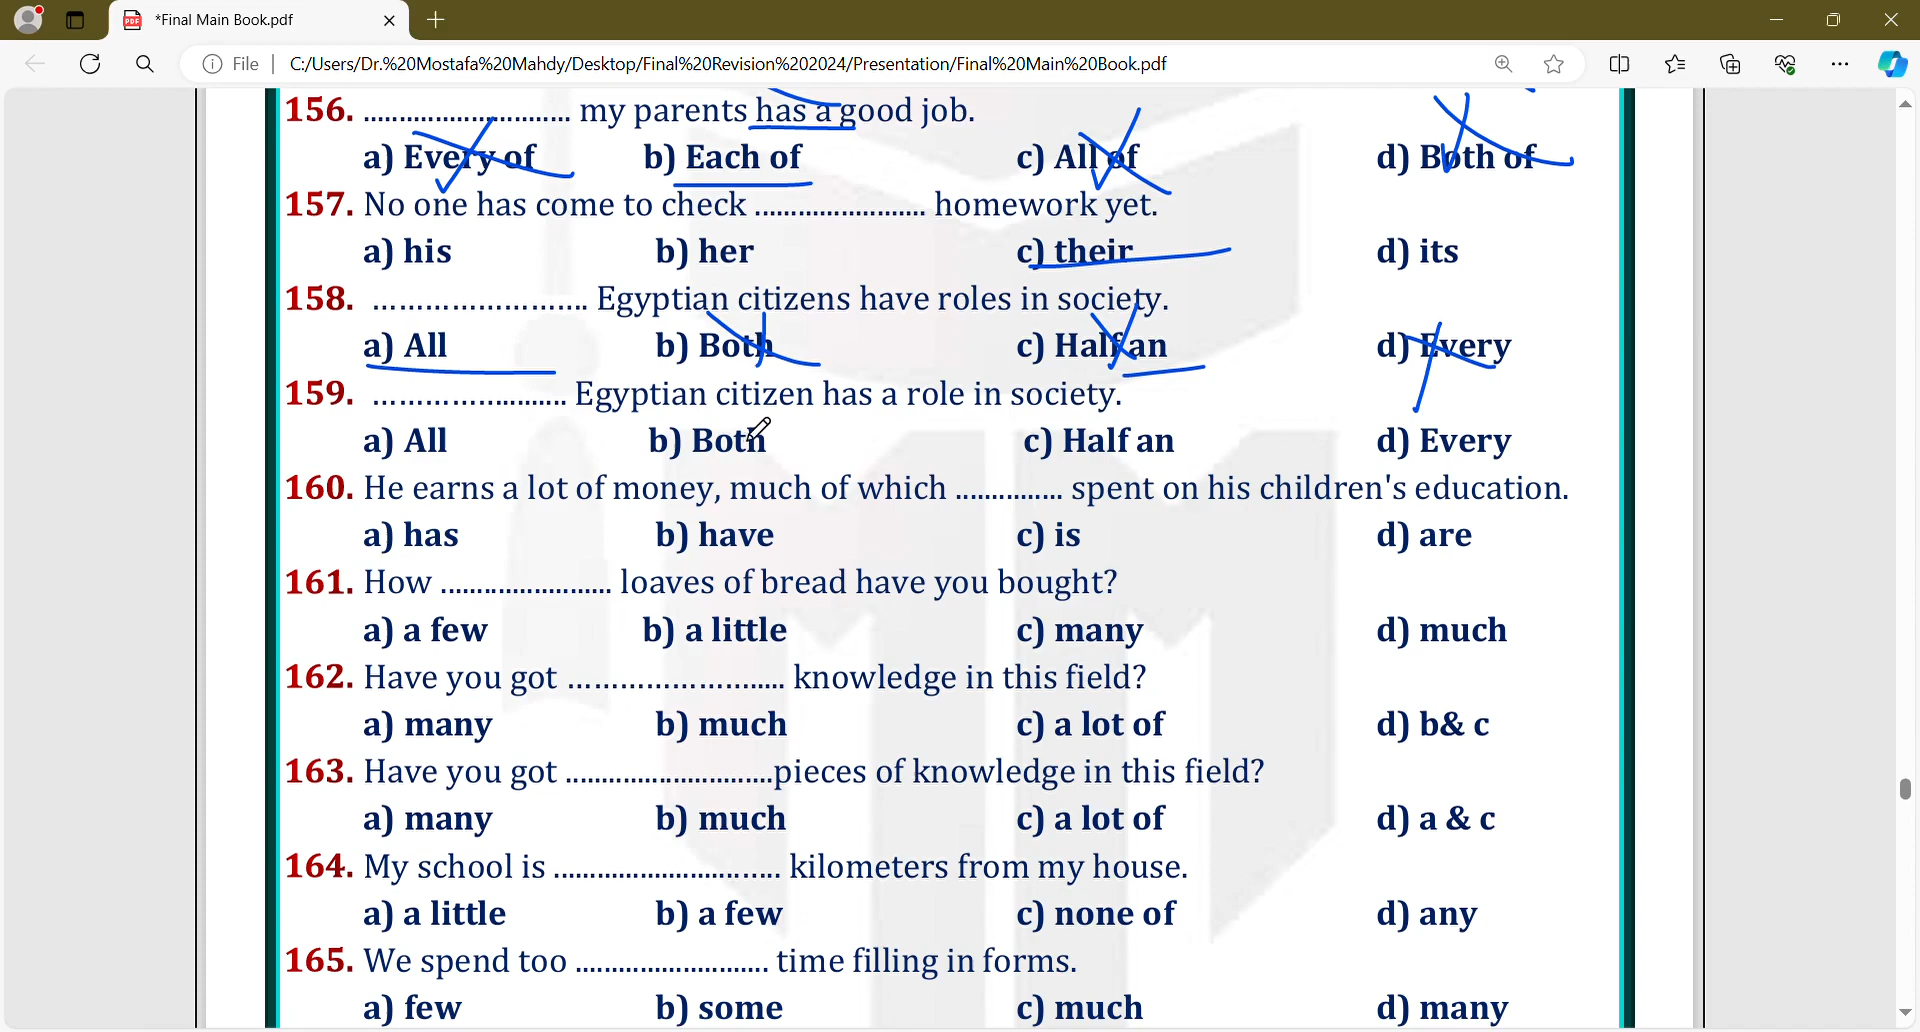 *Final Main Book.pdf
File | C:/Users/Dr.%20Mostafa%20Mahdy/Desktop/Final%20Revision%202024/Presentation/Final%20Main%20Book.pdf
156. ............................ my parents has a good job.
a) Every of b) Each of c) All of d) Both of
157. No one has come to check ........................ homework yet.
a) his b) her c) their d) its
158. ........................... Egyptian citizens have roles in society.
a) All b) Both c) Half an d) Every
159. ........................... Egyptian citizen has a role in society.
a) All b) Both c) Half an d) Every
160. He earns a lot of money, much of which ............... spent on his children's education.
a) has b) have c) is d) are
161. How ........................ loaves of bread have you bought?
a) a few b) a little c) many d) much
162. Have you got ........................... knowledge in this field?
a) many b) much c) a lot of d) b& c
163. Have you got .............................pieces of knowledge in this field?
a) many b) much c) a lot of d) a & c
164. My school is ................................ kilometers from my house.
a) a little b) a few c) none of d) any
165. We spend too ........................... time filling in forms.
a) few b) some c) much d) many